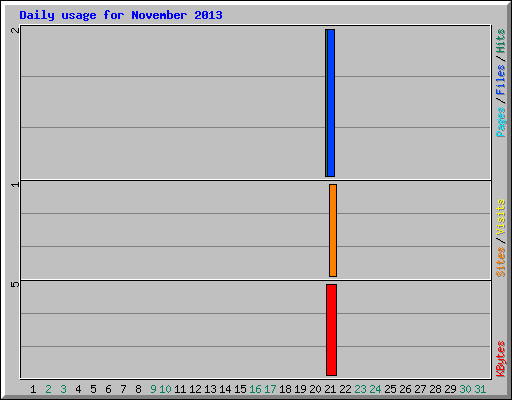 Daily usage for November 2013
2
Pages/Files/Hits
1
Sites/Visits
5
KBytes
1 2 3 4 5 6 7 8 9 10 11 12 13 14 15 16 17 18 19 20 21 22 23 24 25 26 27 28 29 30 31